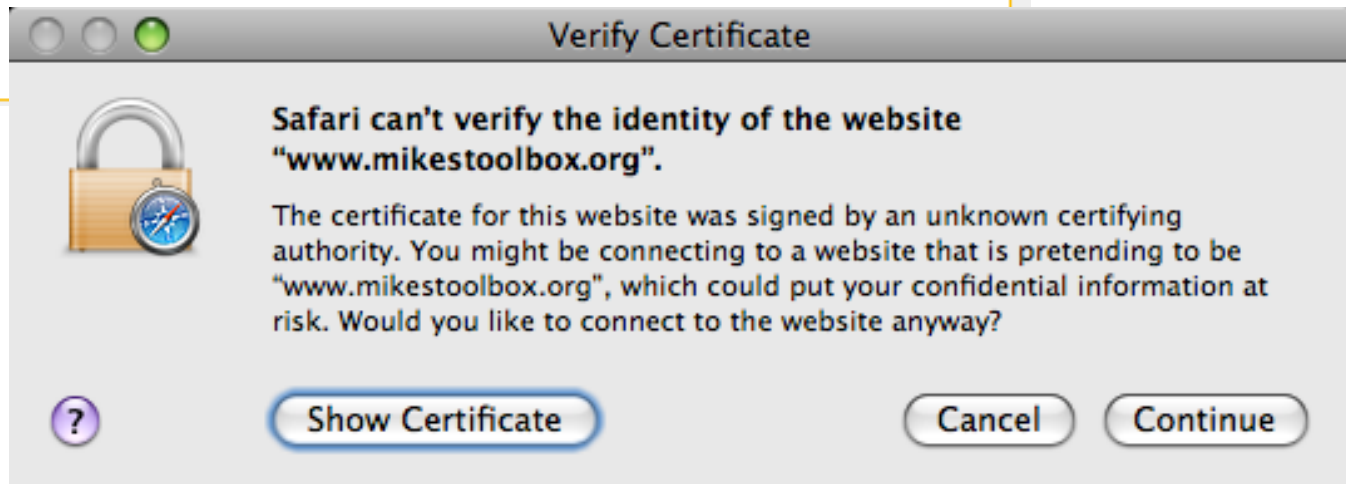 Verify Certificate
Safari can't verify the identity of the website
“www.mikestoolbox.org”.
The certificate for this website was signed by an unknown certifying
authority. You might be connecting to a website that is pretending to be
“www.mikestoolbox.org”, which could put your confidential information at
risk. Would you like to connect to the website anyway?
?
Show Certificate
Cancel
Continue